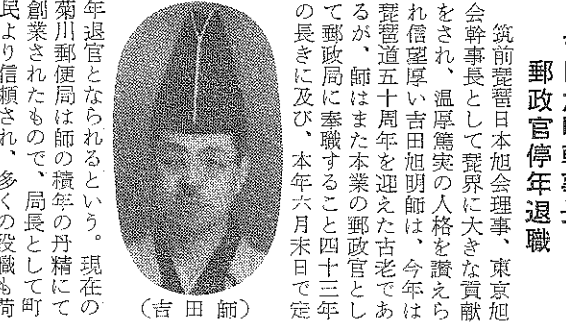 郵政官停年退職
筑前琵琶日本旭会理事、東京旭
会幹事長として琵界に大きな貢献
をされ、温厚篤実の人格を讃えら
れ信望厚い吉田旭明師は、今年は
琵琶道五十周年を迎えた古老であ
るが、師はまた本業の郵政官とし
て郵政局に奉職すること四十三年
の長きに及び、本年六月末日で定
（吉田師）
年退官となられるという。現在の
菊川郵便局は師の積年の丹精にて
創業されたもので、局長として町
民より信頼され、多くの役職も荷